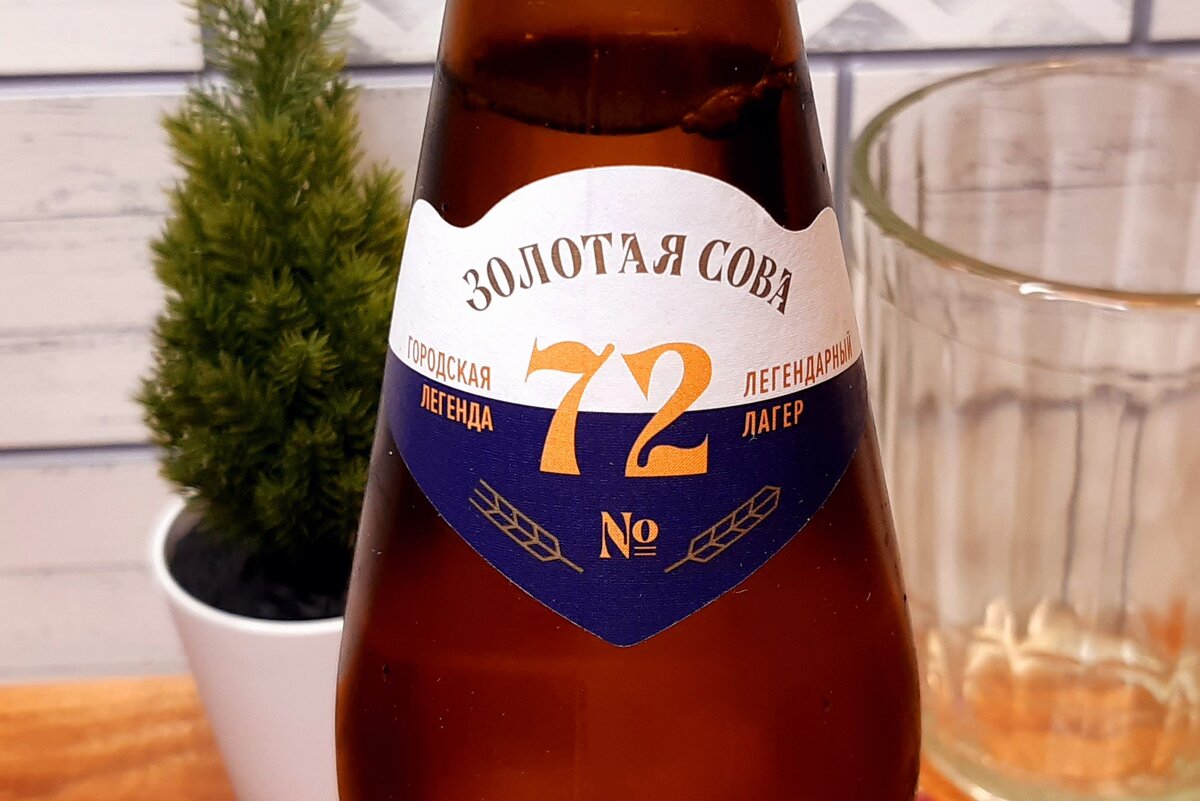 ЗОЛОТАЯ СОВА
ГОРОДСКАЯ
ЛЕГЕНДА
72
ЛЕГЕНДАРНЫЙ
ЛАГЕР
№